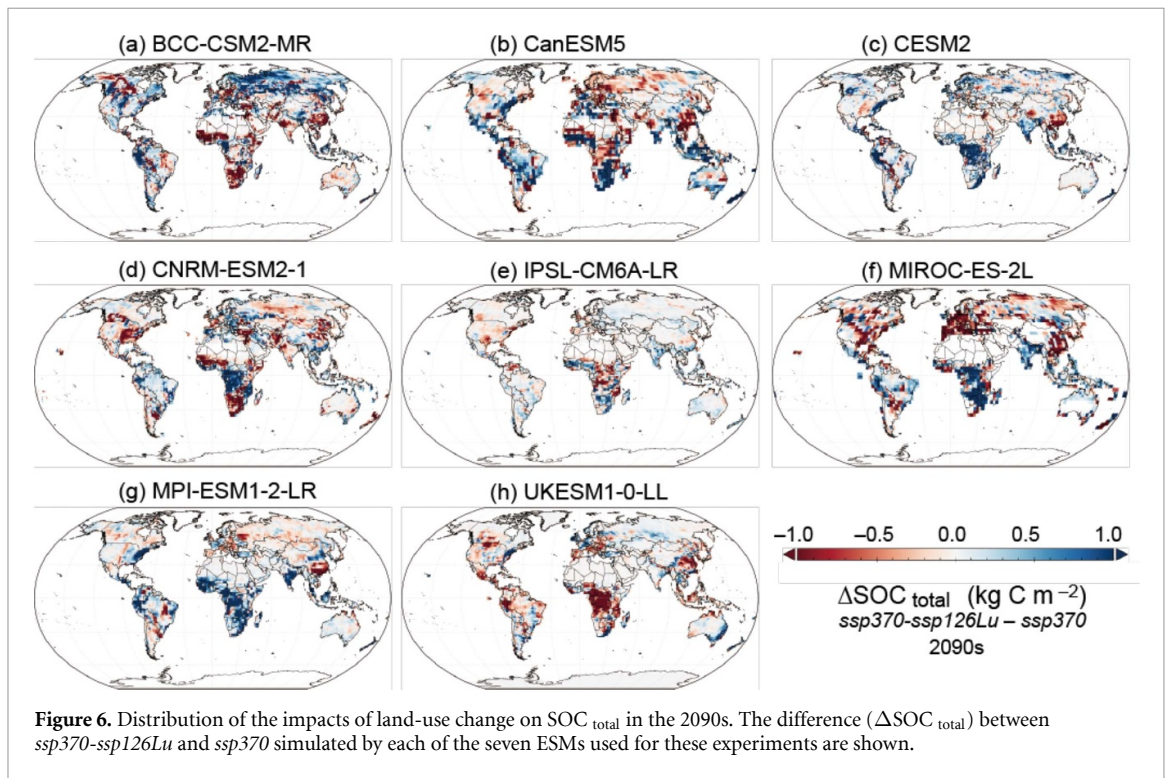 (a) BCC-CSM2-MR
(b) CanESM5
(c) CESM2
(d) CNRM-ESM2-1
(e) IPSL-CM6A-LR
(f) MIROC-ES-2L
(g) MPI-ESM1-2-LR
(h) UKESM1-0-LL
−1.0 −0.5 0.0 0.5 1.0
ΔSOC total (kg C m −2)
ssp370-ssp126Lu – ssp370
2090s
Figure 6. Distribution of the impacts of land-use change on SOC total in the 2090s. The difference (ΔSOC total) between
ssp370-ssp126Lu and ssp370 simulated by each of the seven ESMs used for these experiments are shown.